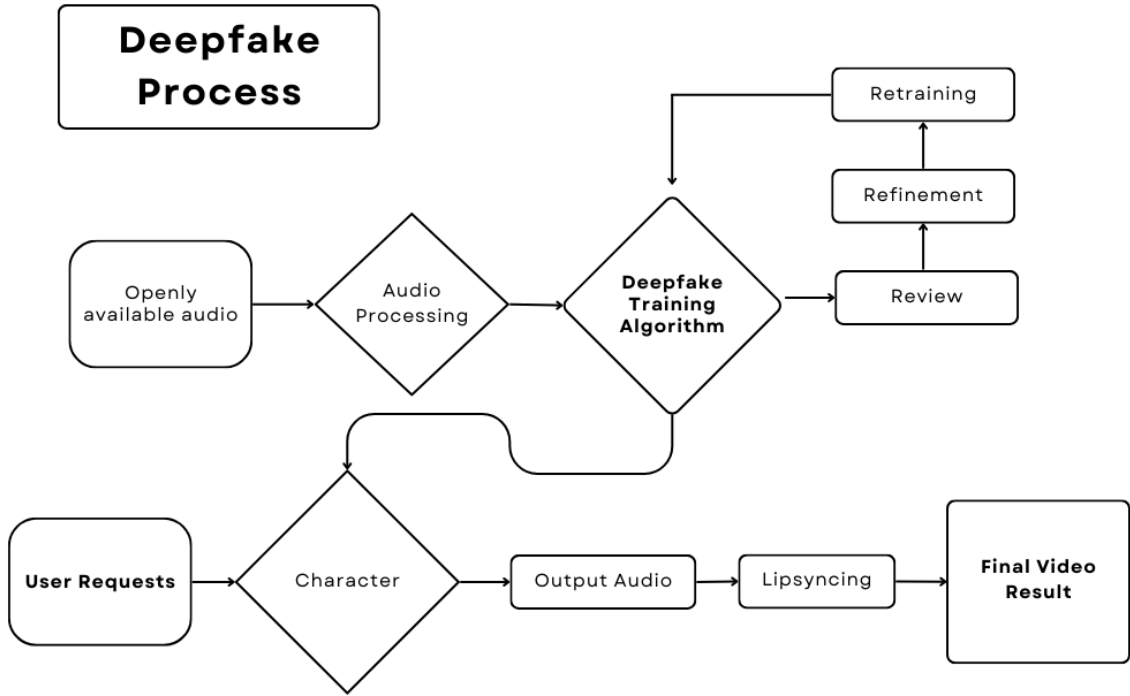 Deepfake
Process
Retraining
Refinement
Review
Openly
available audio
Audio
Processing
Deepfake
Training
Algorithm
User Requests
Character
Output Audio
Lipsyncing
Final Video
Result